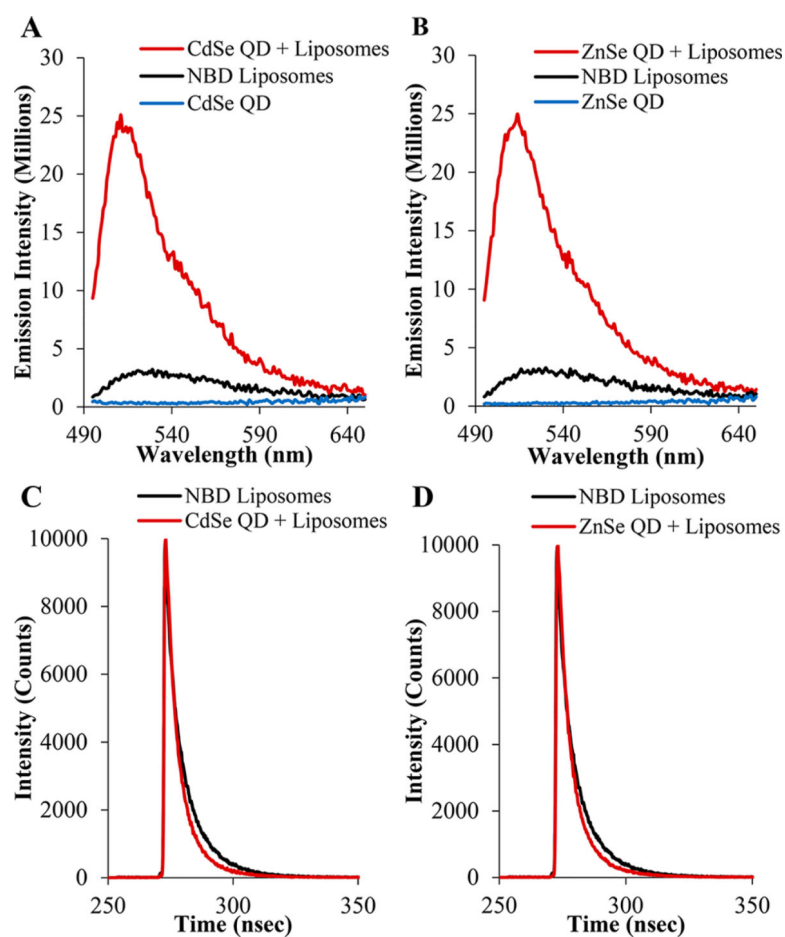 A
CdSe QD + Liposomes
NBD Liposomes
CdSe QD
30
25
20
15
10
5
0
Emission Intensity (Millions)
490
540
590
640
Wavelength (nm)
B
ZnSe QD + Liposomes
NBD Liposomes
ZnSe QD
30
25
20
15
10
5
0
Emission Intensity (Millions)
490
540
590
640
Wavelength (nm)
C
NBD Liposomes
CdSe QD + Liposomes
10000
8000
6000
4000
2000
0
Intensity (Counts)
250
300
350
Time (nsec)
D
NBD Liposomes
ZnSe QD + Liposomes
10000
8000
6000
4000
2000
0
Intensity (Counts)
250
300
350
Time (nsec)